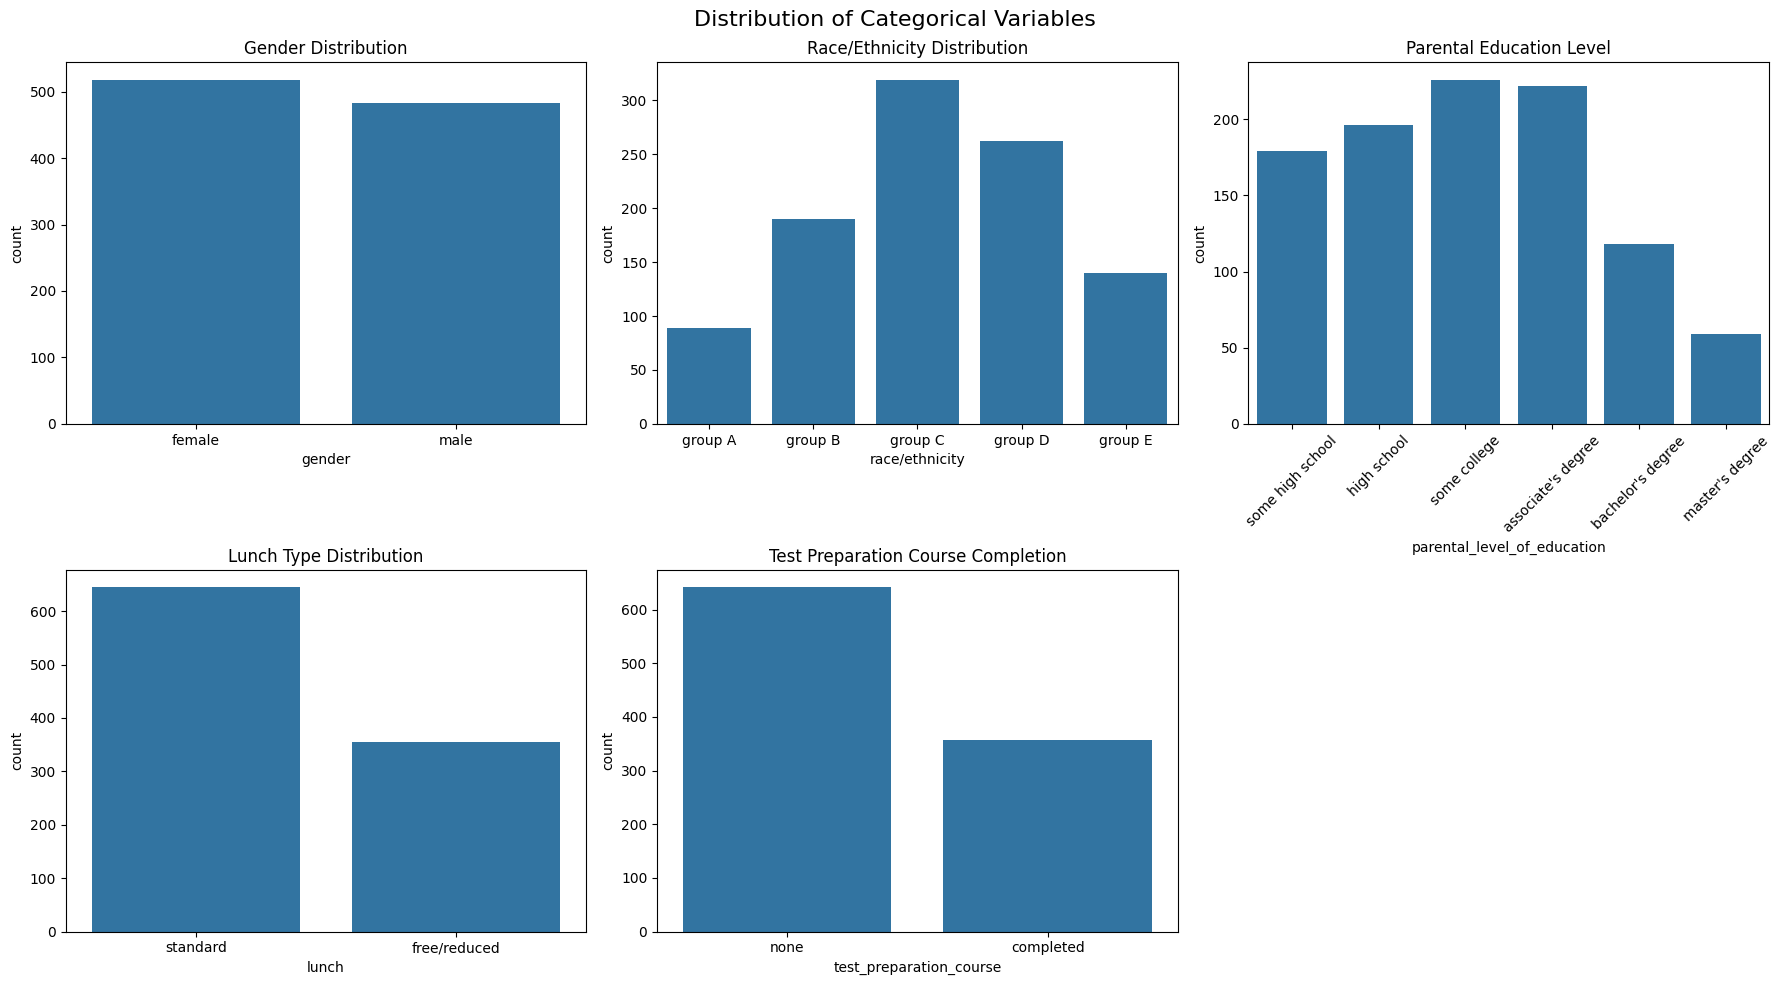 Distribution of Categorical Variables
Gender Distribution
500
400
300
200
100
0
count
female
male
gender
Race/Ethnicity Distribution
300
250
200
150
100
50
0
count
group A
group B
group C
group D
group E
race/ethnicity
Parental Education Level
200
150
100
50
0
count
some high school
high school
some college
associate's degree
bachelor's degree
master's degree
parental_level_of_education
Lunch Type Distribution
600
500
400
300
200
100
0
count
standard
free/reduced
lunch
Test Preparation Course Completion
600
500
400
300
200
100
0
count
none
completed
test_preparation_course